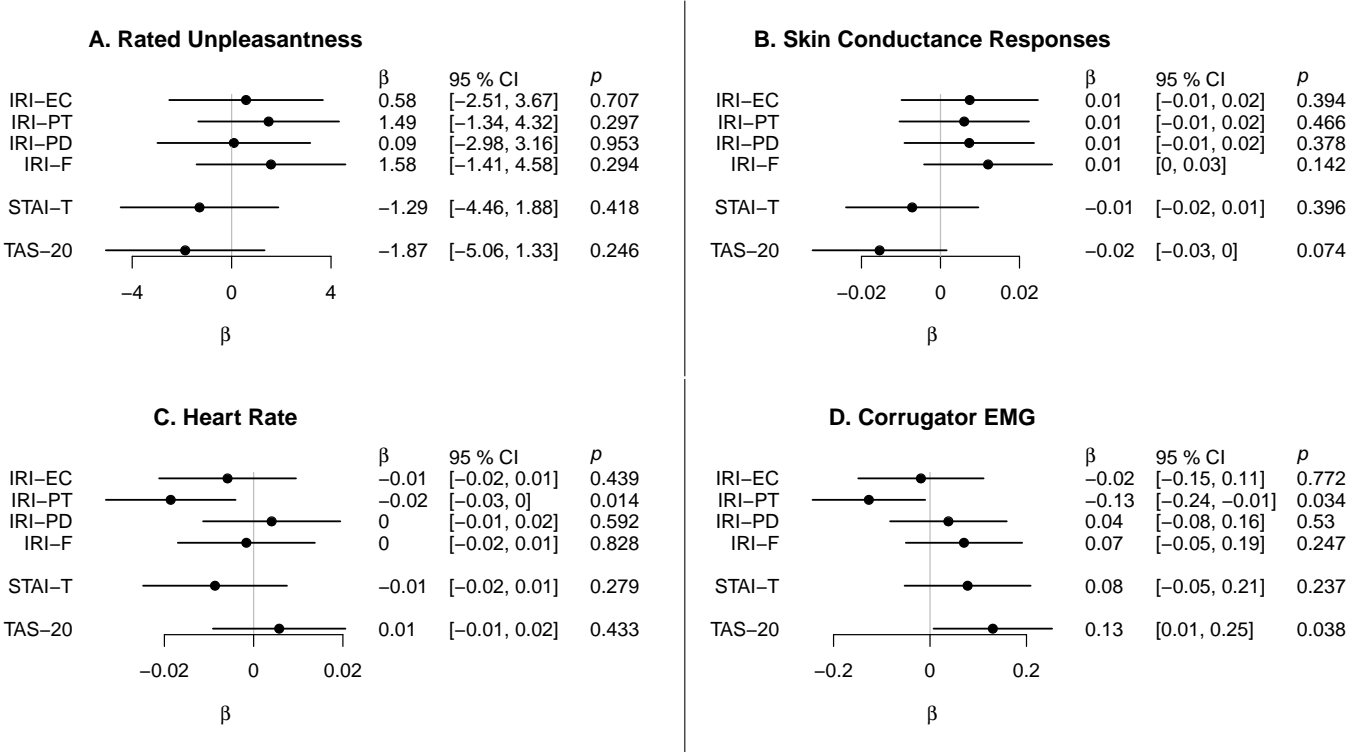 A. Rated Unpleasantness
β 95 % CI p
IRI−EC 0.58 [−2.51, 3.67] 0.707
IRI−PT 1.49 [−1.34, 4.32] 0.297
IRI−PD 0.09 [−2.98, 3.16] 0.953
IRI−F 1.58 [−1.41, 4.58] 0.294
STAI−T −1.29 [−4.46, 1.88] 0.418
TAS−20 −1.87 [−5.06, 1.33] 0.246
−4 0 4
β
B. Skin Conductance Responses
β 95 % CI p
IRI−EC 0.01 [−0.01, 0.02] 0.394
IRI−PT 0.01 [−0.01, 0.02] 0.466
IRI−PD 0.01 [−0.01, 0.02] 0.378
IRI−F 0.01 [0, 0.03] 0.142
STAI−T −0.01 [−0.02, 0.01] 0.396
TAS−20 −0.02 [−0.03, 0] 0.074
−0.02 0 0.02
β
C. Heart Rate
β 95 % CI p
IRI−EC −0.01 [−0.02, 0.01] 0.439
IRI−PT −0.02 [−0.03, 0] 0.014
IRI−PD 0 [−0.01, 0.02] 0.592
IRI−F 0 [−0.02, 0.01] 0.828
STAI−T −0.01 [−0.02, 0.01] 0.279
TAS−20 0.01 [−0.01, 0.02] 0.433
−0.02 0 0.02
β
D. Corrugator EMG
β 95 % CI p
IRI−EC −0.02 [−0.15, 0.11] 0.772
IRI−PT −0.13 [−0.24, −0.01] 0.034
IRI−PD 0.04 [−0.08, 0.16] 0.53
IRI−F 0.07 [−0.05, 0.19] 0.247
STAI−T 0.08 [−0.05, 0.21] 0.237
TAS−20 0.13 [0.01, 0.25] 0.038
−0.2 0 0.2
β